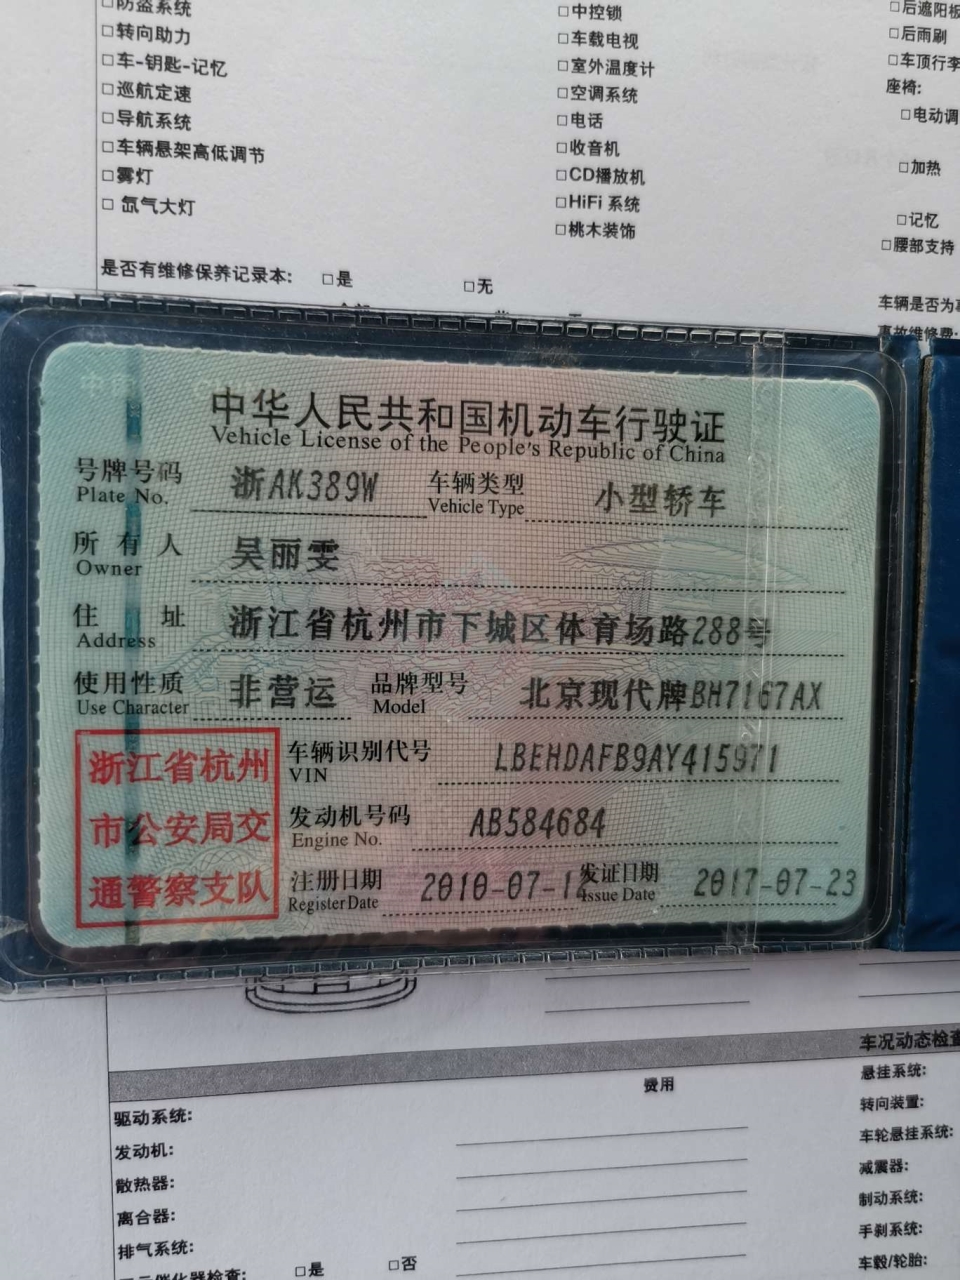 □防盗系统
□中控锁
□转向助力
□车载电视
□后雨刷
□车-钥匙-记忆
□室外温度计
□巡航定速
□空调系统
座椅:
□导航系统
□电话
□电动调
□车辆悬架高低调节
□收音机
□加热
□雾灯
□CD播放机
□氙气大灯
□HiFi 系统
□记忆
□桃木装饰
□腰部支持
是否有维修保养记录本: □是 □无
中华人民共和国机动车行驶证
Vehicle License of the People's Republic of China
号牌号码 浙AK389W 车辆类型 小型轿车
Plate No. Vehicle Type
所有人 吴丽雯
Owner
住址 浙江省杭州市下城区体育场路288号
Address
使用性质 非营运 品牌型号 北京现代牌BH7167AX
Use Character Model
浙江省杭州
市公安局交
通警察支队
车辆识别代号 LBEHDAFB9AY415971
VIN
发动机号码 AB584684
Engine No.
注册日期 2010-07-1 发证日期 2017-07-23
Register Date Issue Date
车况动态检查
费用
悬挂系统:
驱动系统:
转向装置:
发动机:
车轮悬挂系统:
散热器:
减震器:
离合器:
制动系统:
排气系统:
手刹系统:
□是 □否
车毂/轮胎: